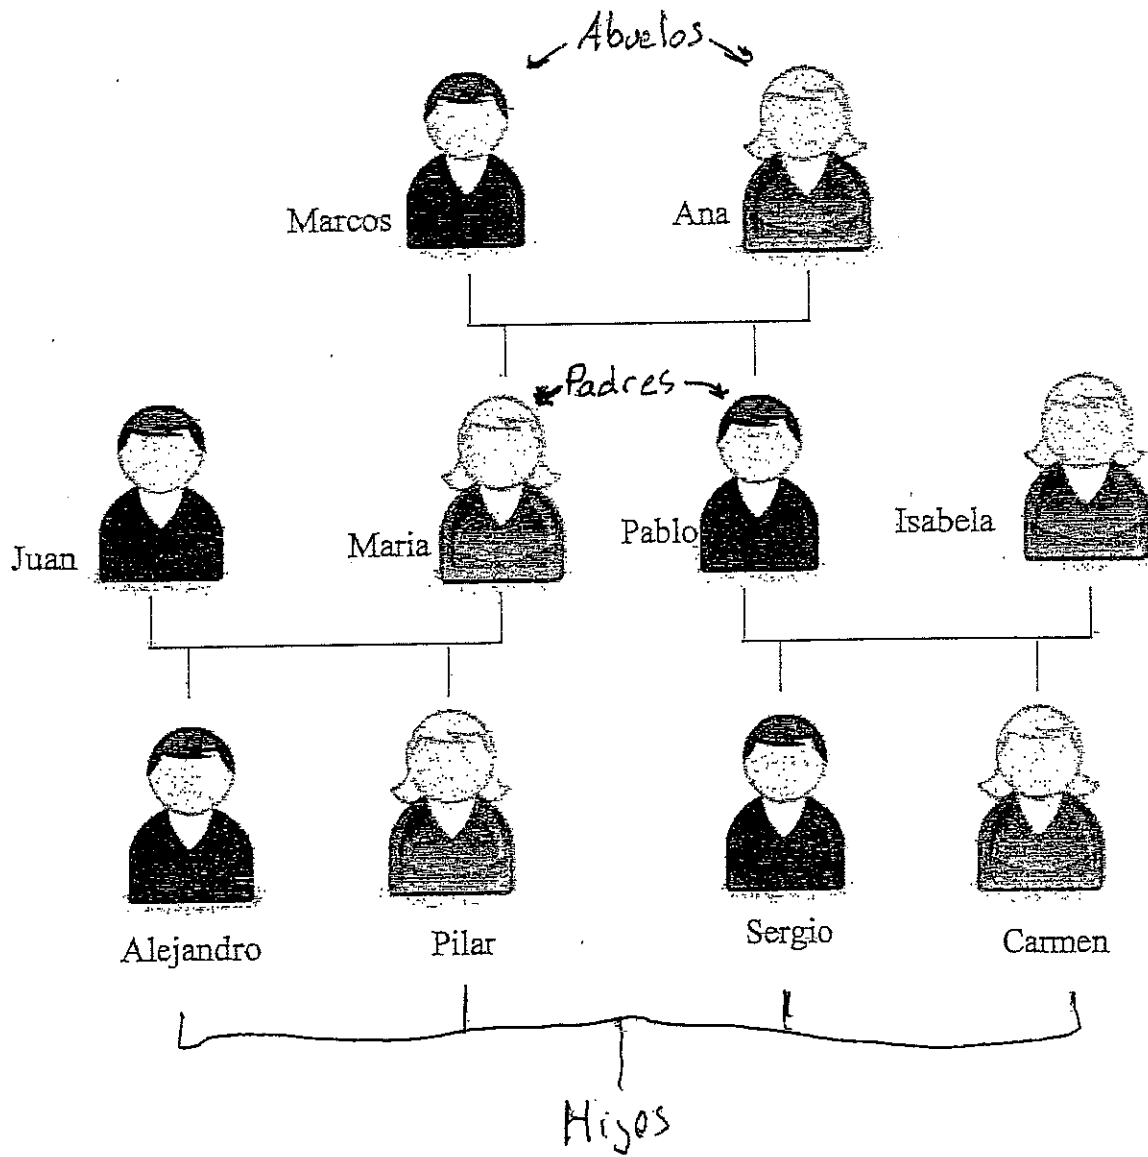 Abuelos
Marcos
Ana
Padres
Juan
Maria
Pablo
Isabela
Alejandro
Pilar
Sergio
Carmen
Hijos